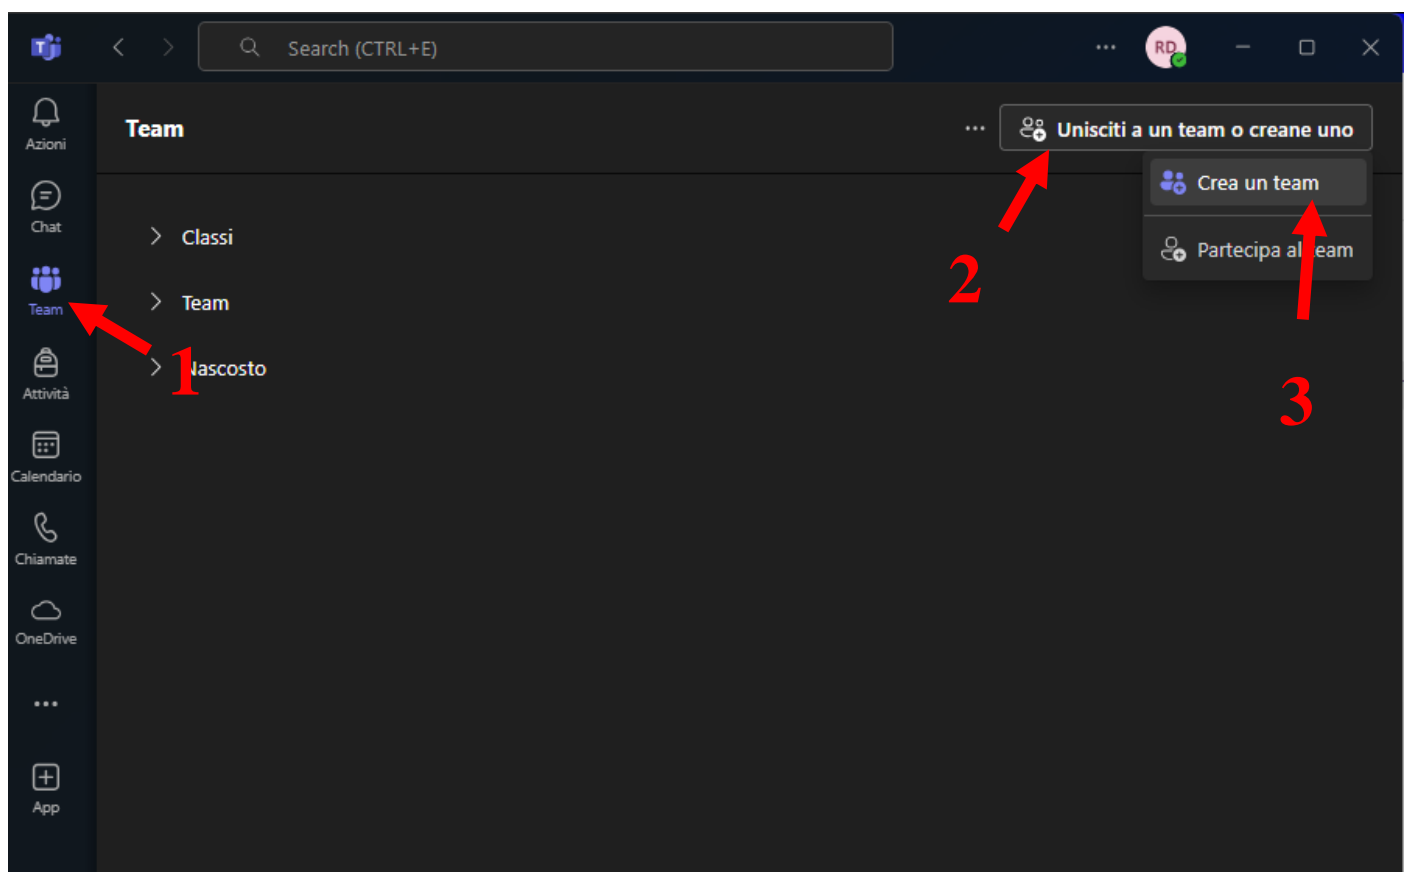 Search (CTRL+E)
RD
Azioni
Chat
Team
Attività
Calendario
Chiamate
OneDrive
App
Team
Unisciti a un team o creane uno
Crea un team
Partecipa al team
Classi
Team
Nascosto
1
2
3